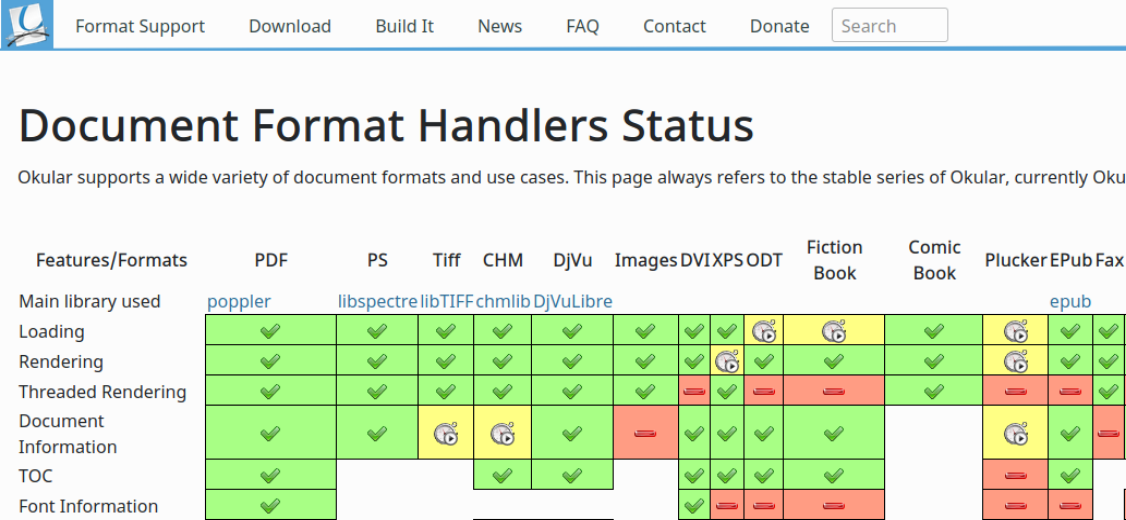 Format Support Download Build It News FAQ Contact Donate Search
Document Format Handlers Status
Okular supports a wide variety of document formats and use cases. This page always refers to the stable series of Okular, currently Oku
Features/Formats PDF PS Tiff CHM DjVu Images DVI XPS ODT Fiction Book Comic Book Plucker EPub Fax
Main library used poppler libspectre libTIFF chmlib DjVuLibre epub
Loading
Rendering
Threaded Rendering
Document
Information
TOC
Font Information